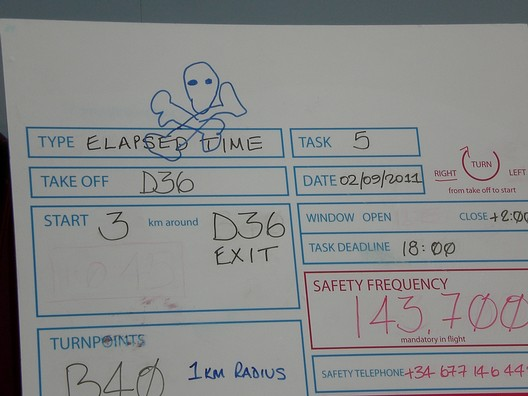 TYPE ELAPSED TIME TASK 5
TAKE OFF D36 DATE 02/09/2011
RIGHT TURN LEFT
from take off to start
START 3 km around D36
EXIT
WINDOW OPEN CLOSE +2:00
TASK DEADLINE 18:00
SAFETY FREQUENCY
143,700
mandatory in flight
TURNPOINTS
B40 1KM RADIUS
SAFETY TELEPHONE +34 677 146 44